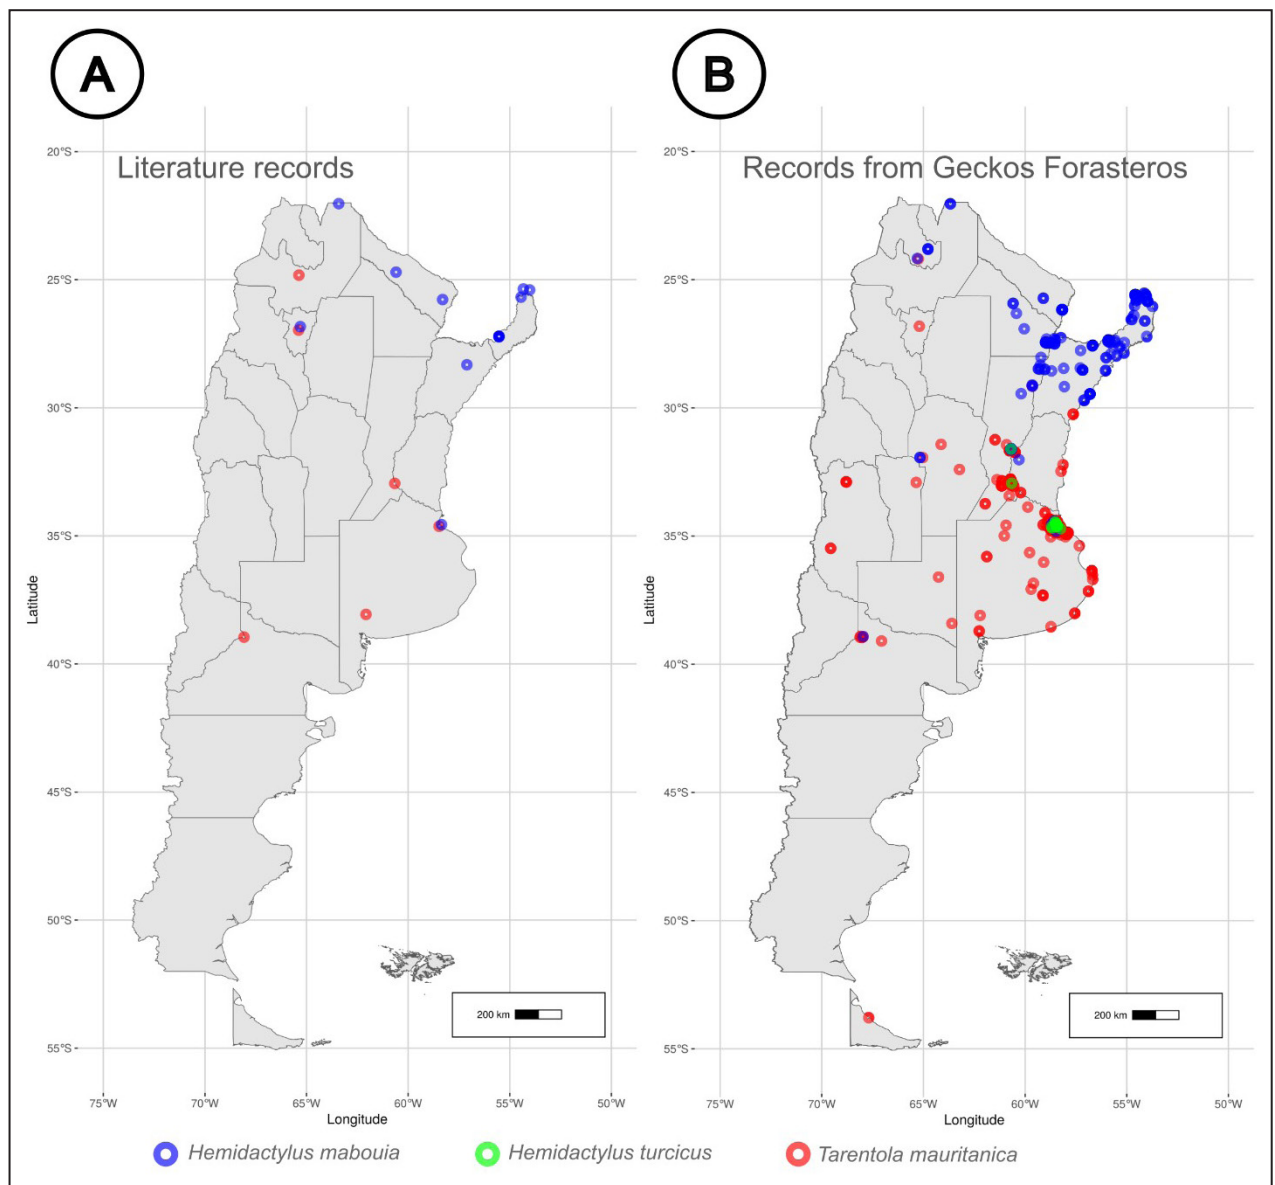 A
B
Literature records
Records from Geckos Forasteros
20°S
25°S
30°S
35°S
40°S
45°S
50°S
55°S
Latitude
200 km
75°W
70°W
65°W
60°W
55°W
50°W
Longitude
20°S
25°S
30°S
35°S
40°S
45°S
50°S
55°S
Latitude
200 km
75°W
70°W
65°W
60°W
55°W
50°W
Longitude
Hemidactylus mabouia
Hemidactylus turcicus
Tarentola mauritanica